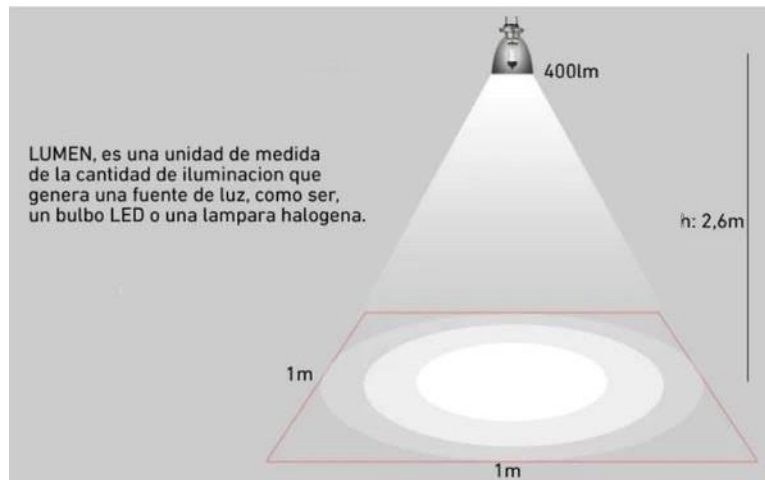 400lm
LUMEN, es una unidad de medida
de la cantidad de iluminacion que
genera una fuente de luz, como ser,
un bulbo LED o una lampara halogena.
h: 2,6m
1m
1m